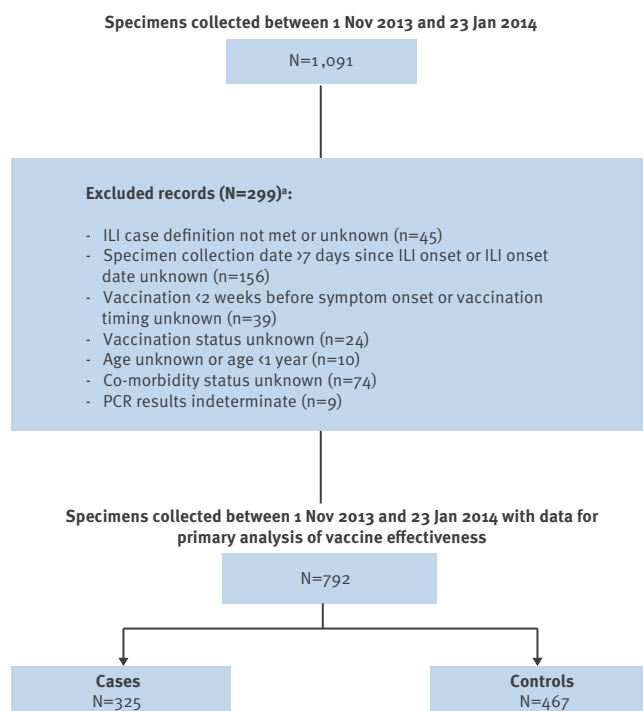 Specimens collected between 1 Nov 2013 and 23 Jan 2014
N=1,091
Excluded records (N=299)ª:
- ILI case definition not met or unknown (n=45)
- Specimen collection date >7 days since ILI onset or ILI onset
date unknown (n=156)
- Vaccination <2 weeks before symptom onset or vaccination
timing unknown (n=39)
- Vaccination status unknown (n=24)
- Age unknown or age <1 year (n=10)
- Co-morbidity status unknown (n=74)
- PCR results indeterminate (n=9)
Specimens collected between 1 Nov 2013 and 23 Jan 2014 with data for
primary analysis of vaccine effectiveness
N=792
Cases
N=325
Controls
N=467